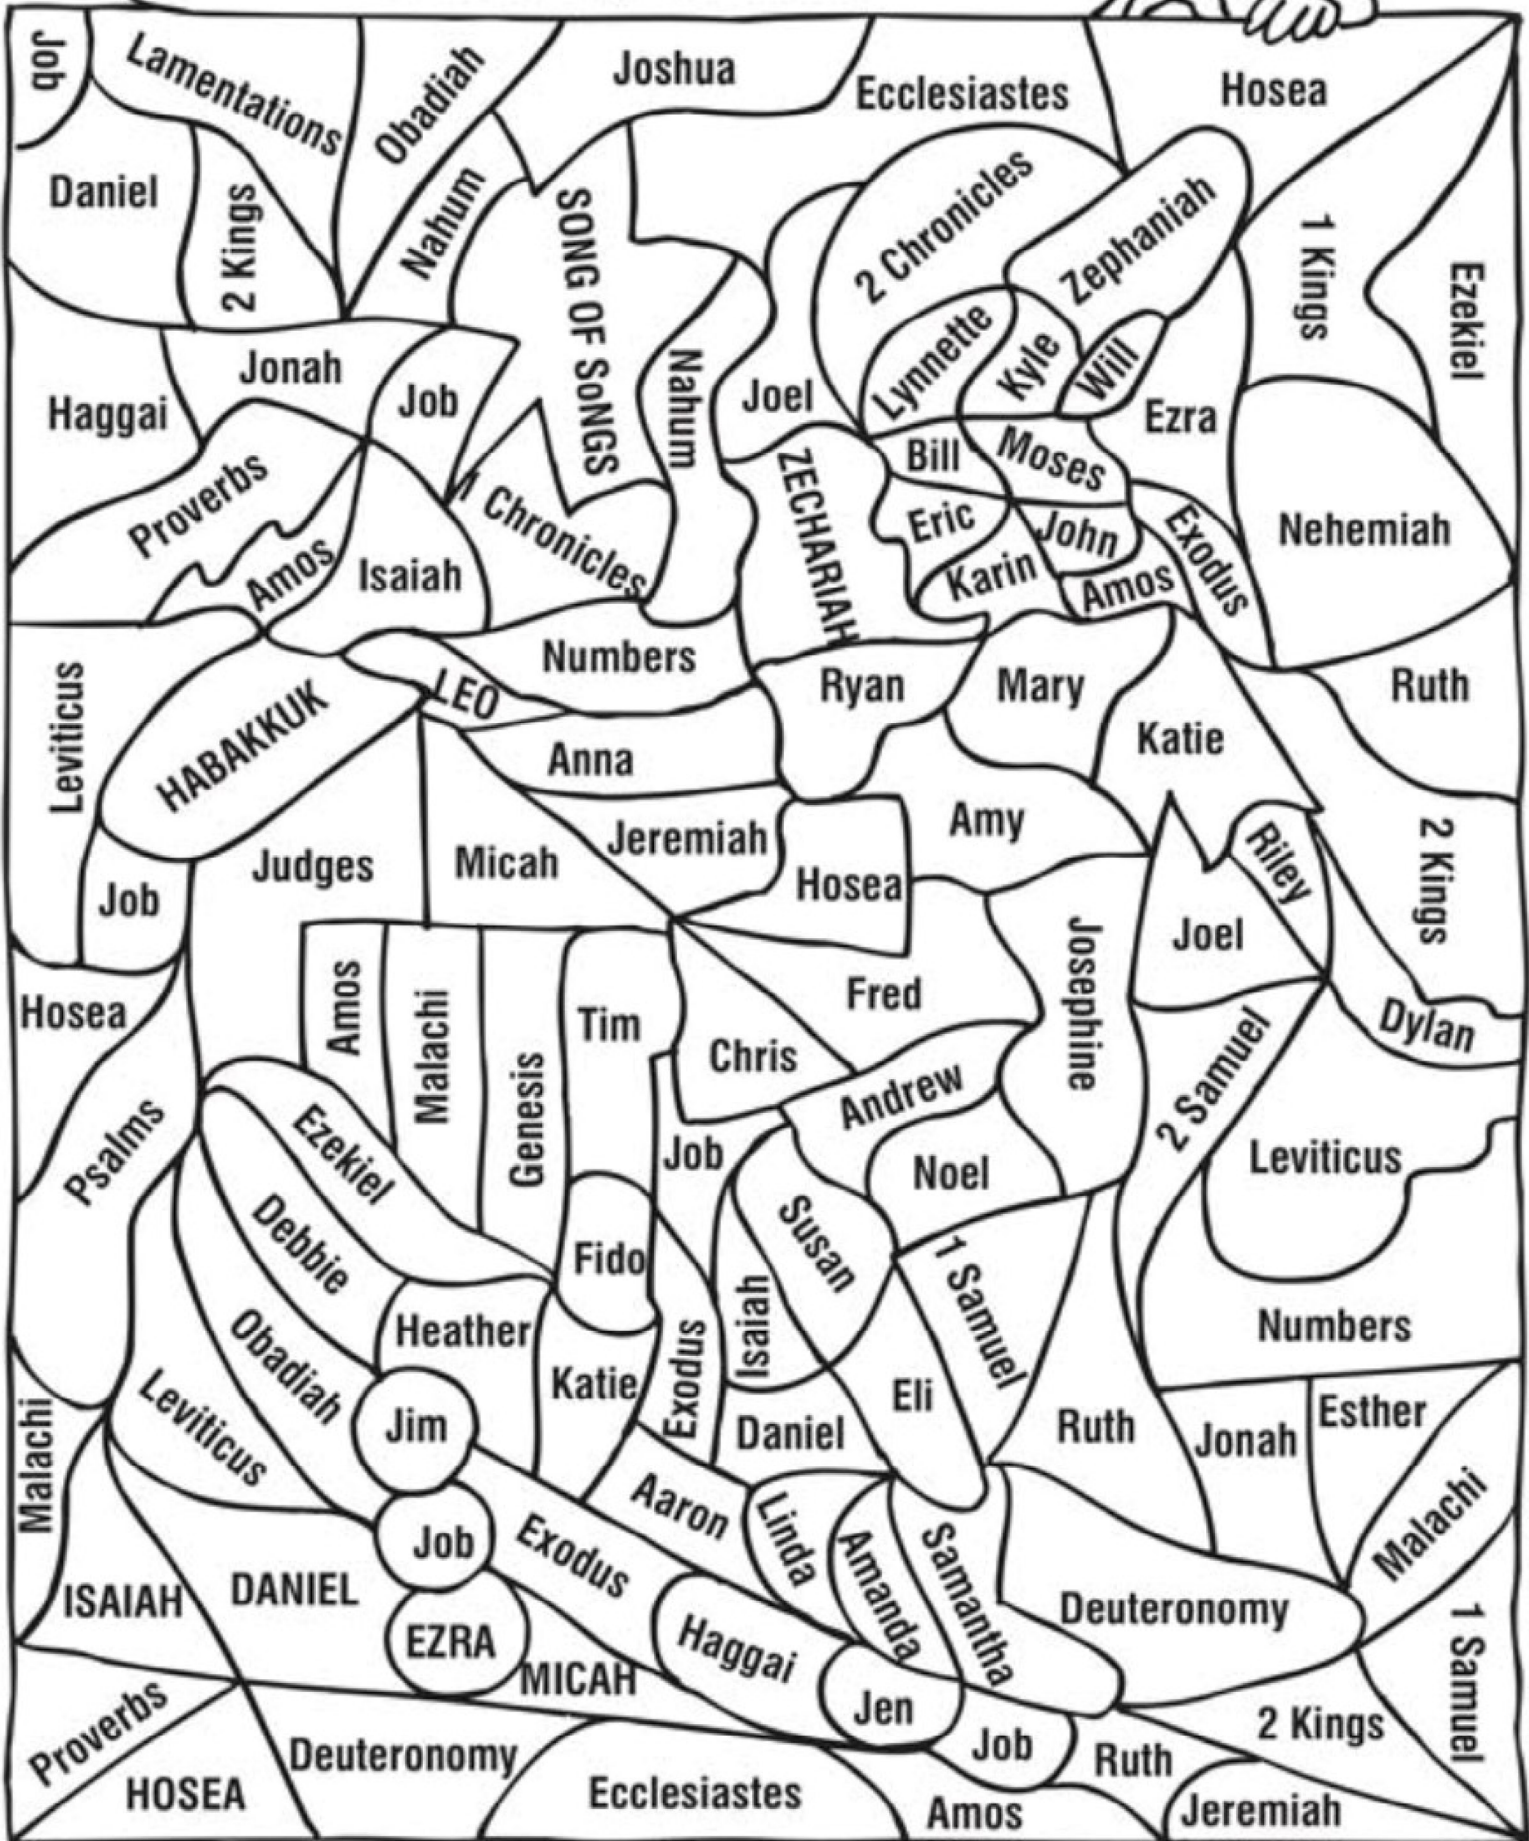 Job
Lamentations
Obadiah
Joshua
Ecclesiastes
Hosea
Daniel
2 Kings
Nahum
SONG OF SoNGS
2 Chronicles
Zephaniah
1 Kings
Ezekiel
Haggai
Jonah
Job
Nahum
Joel
Lynnette
Kyle
Will
Ezra
Proverbs
Amos
Isaiah
1 Chronicles
ZECHARIAH
Bill
Moses
Eric
John
Karin
Amos
Exodus
Nehemiah
Leviticus
HABAKKUK
LEO
Numbers
Ryan
Mary
Katie
Ruth
Anna
Job
Judges
Micah
Jeremiah
Hosea
Amy
Riley
Joel
2 Kings
Hosea
Amos
Malachi
Genesis
Tim
Chris
Fred
Josephine
2 Samuel
Dylan
Psalms
Ezekiel
Job
Andrew
Noel
Leviticus
Debbie
Fido
Susan
1 Samuel
Obadiah
Heather
Katie
Exodus
Isaiah
Numbers
Malachi
Leviticus
Jim
Daniel
Eli
Ruth
Jonah
Esther
Malachi
ISAIAH
DANIEL
Job
Exodus
Aaron
Linda
Amanda
Samantha
Deuteronomy
1 Samuel
EZRA
MICAH
Haggai
Jen
Proverbs
HOSEA
Deuteronomy
Ecclesiastes
Job
Amos
Ruth
2 Kings
Jeremiah